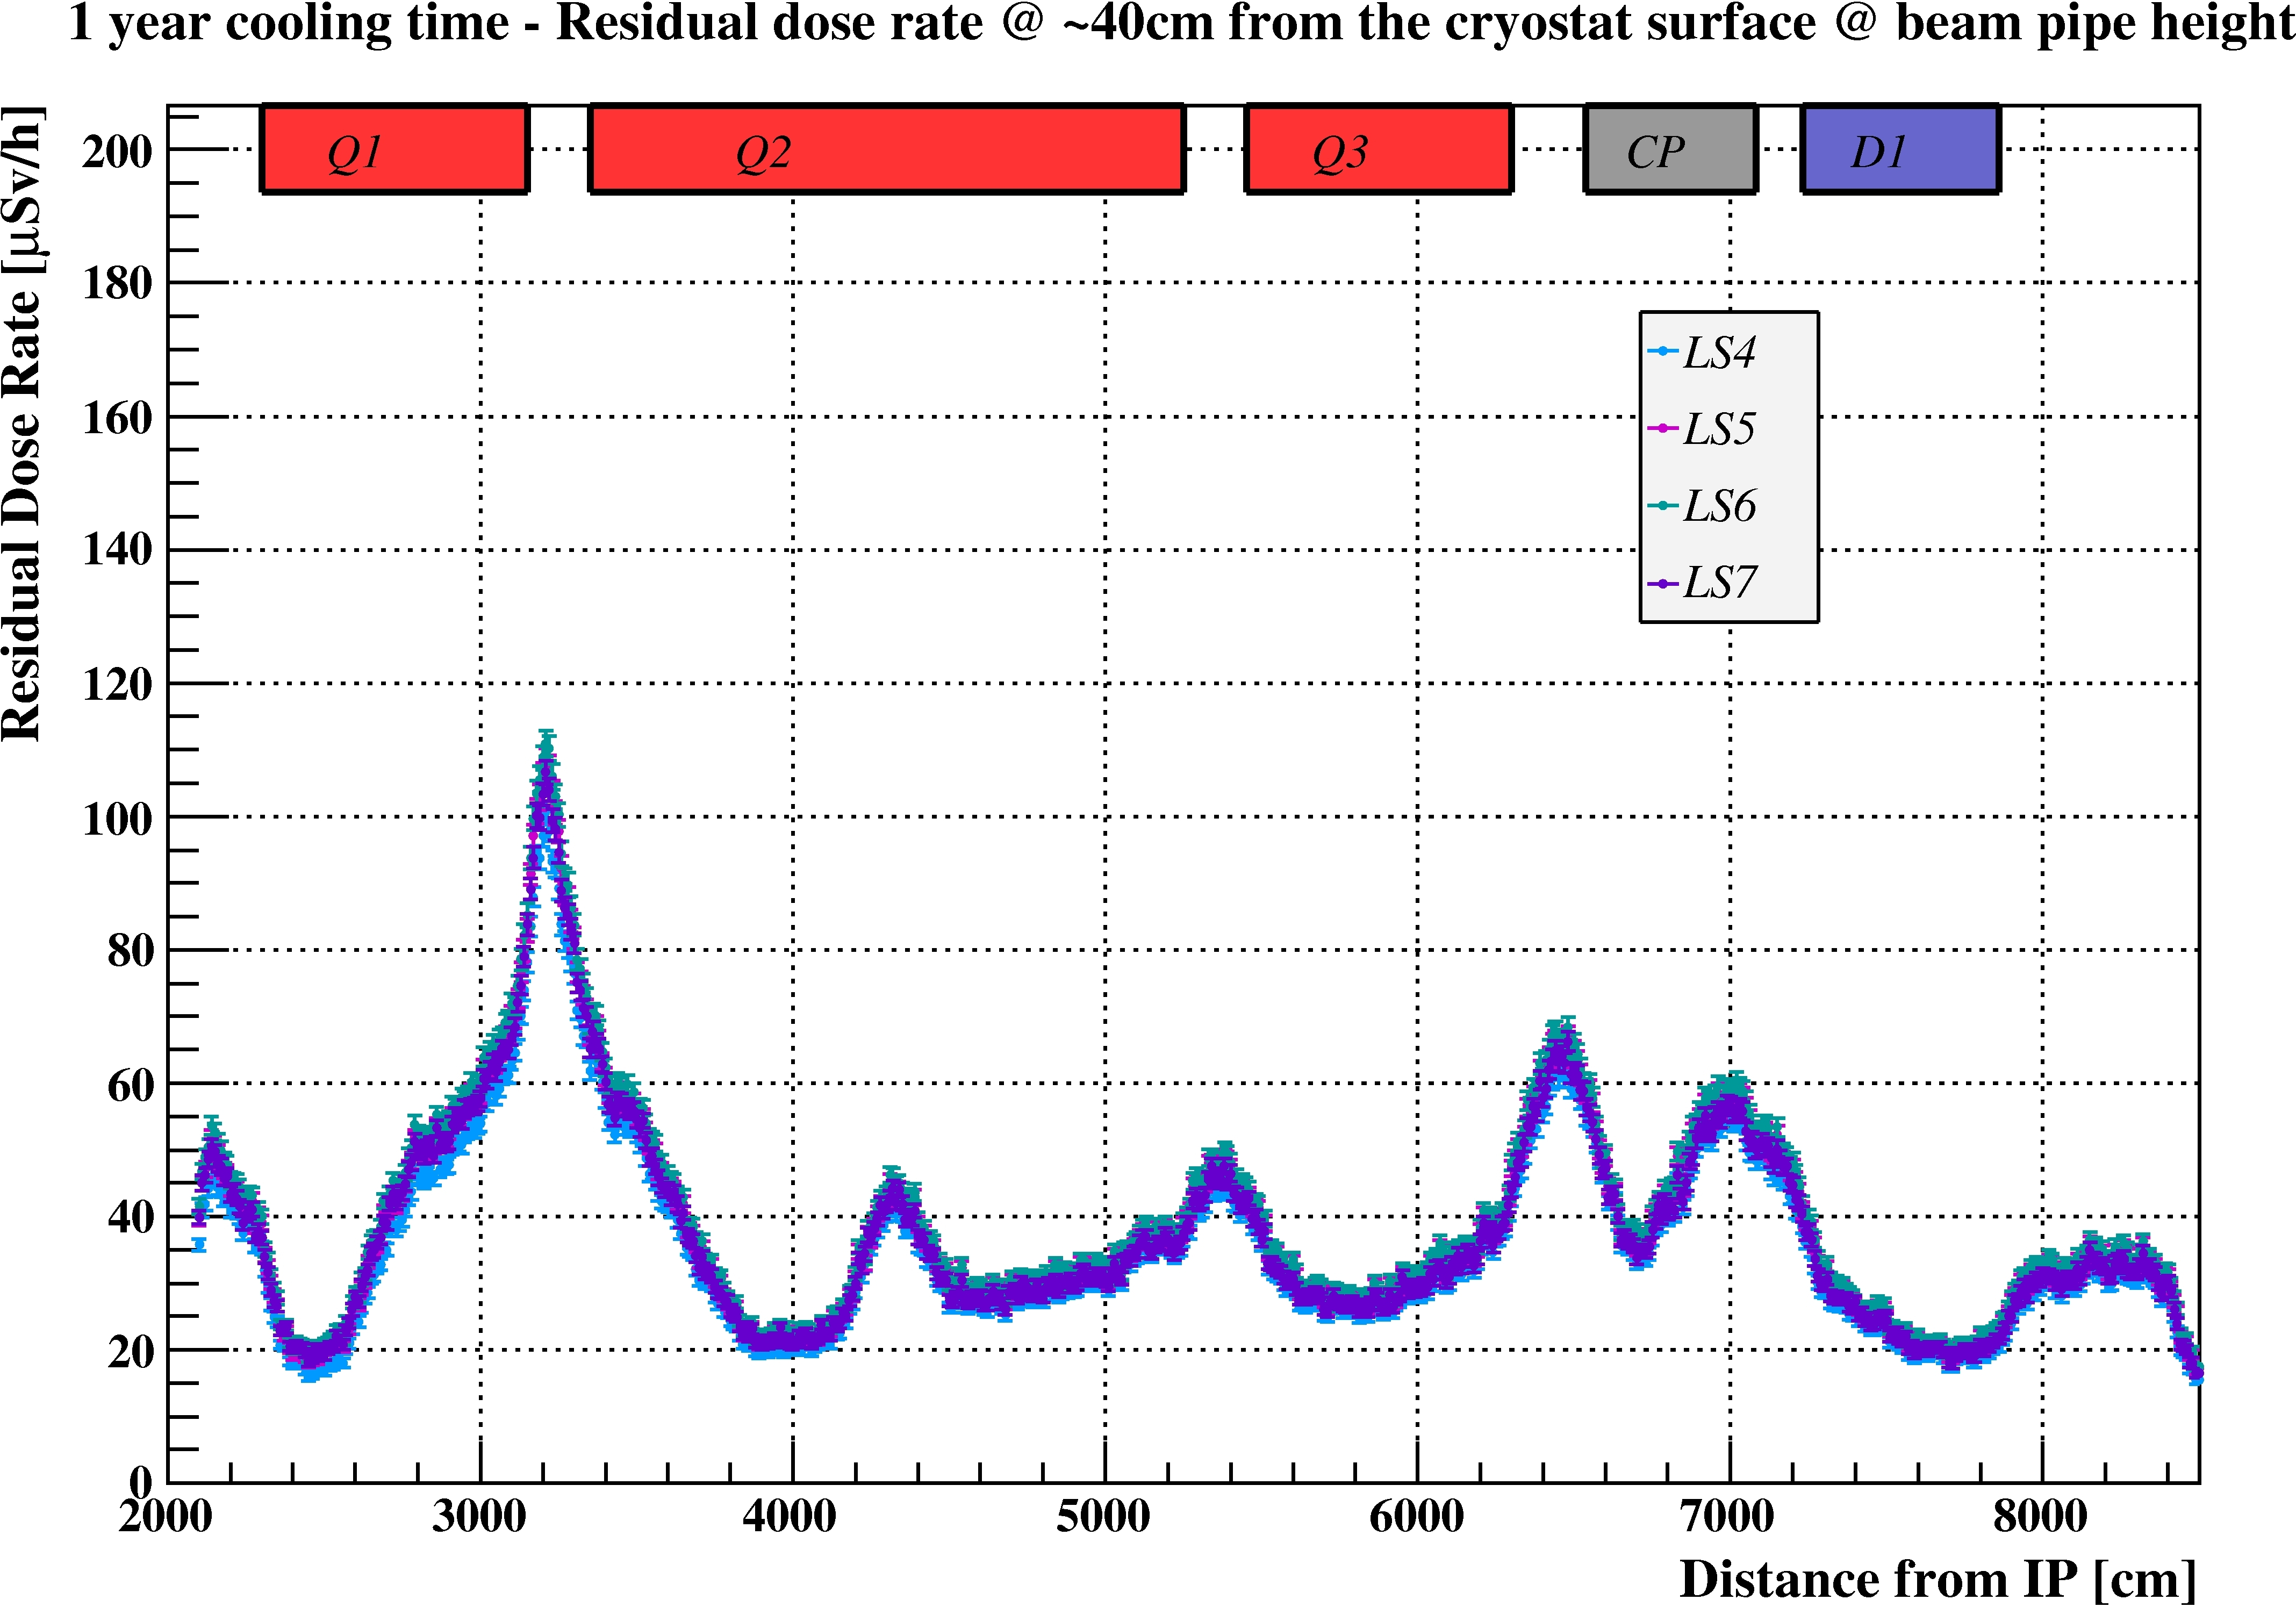 1 year cooling time - Residual dose rate @ ~40cm from the cryostat surface @ beam pipe height
Residual Dose Rate [μSv/h]
Q1 Q2 Q3 CP D1
200
180
160
140
120
100
80
60
40
20
0
LS4
LS5
LS6
LS7
2000 3000 4000 5000 6000 7000 8000
Distance from IP [cm]